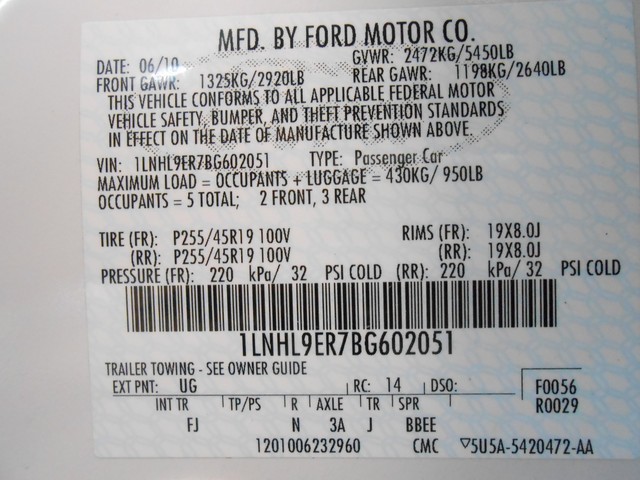 MFD. BY FORD MOTOR CO.
DATE: 06/10 GVWR: 2472KG/5450LB
FRONT GAWR: 1325KG/2920LB REAR GAWR: 1198KG/2640LB
THIS VEHICLE CONFORMS TO ALL APPLICABLE FEDERAL MOTOR
VEHICLE SAFETY, BUMPER, AND THEFT PREVENTION STANDARDS
IN EFFECT ON THE DATE OF MANUFACTURE SHOWN ABOVE.
VIN: 1LNHL9ER7BG602051 TYPE: Passenger Car
MAXIMUM LOAD = OCCUPANTS + LUGGAGE = 430KG/ 950LB
OCCUPANTS = 5 TOTAL; 2 FRONT, 3 REAR
TIRE (FR): P255/45R19 100V RIMS (FR): 19X8.0J
(RR): P255/45R19 100V (RR): 19X8.0J
PRESSURE (FR): 220 kPa/ 32 PSI COLD (RR): 220 kPa/ 32 PSI COLD
1LNHL9ER7BG602051
TRAILER TOWING - SEE OWNER GUIDE
EXT PNT: UG RC: 14 DSO: F0056
INT TR TP/PS R AXLE TR SPR R0029
FJ N 3A J BBEE
1201006232960 CMC ▽5U5A-5420472-AA